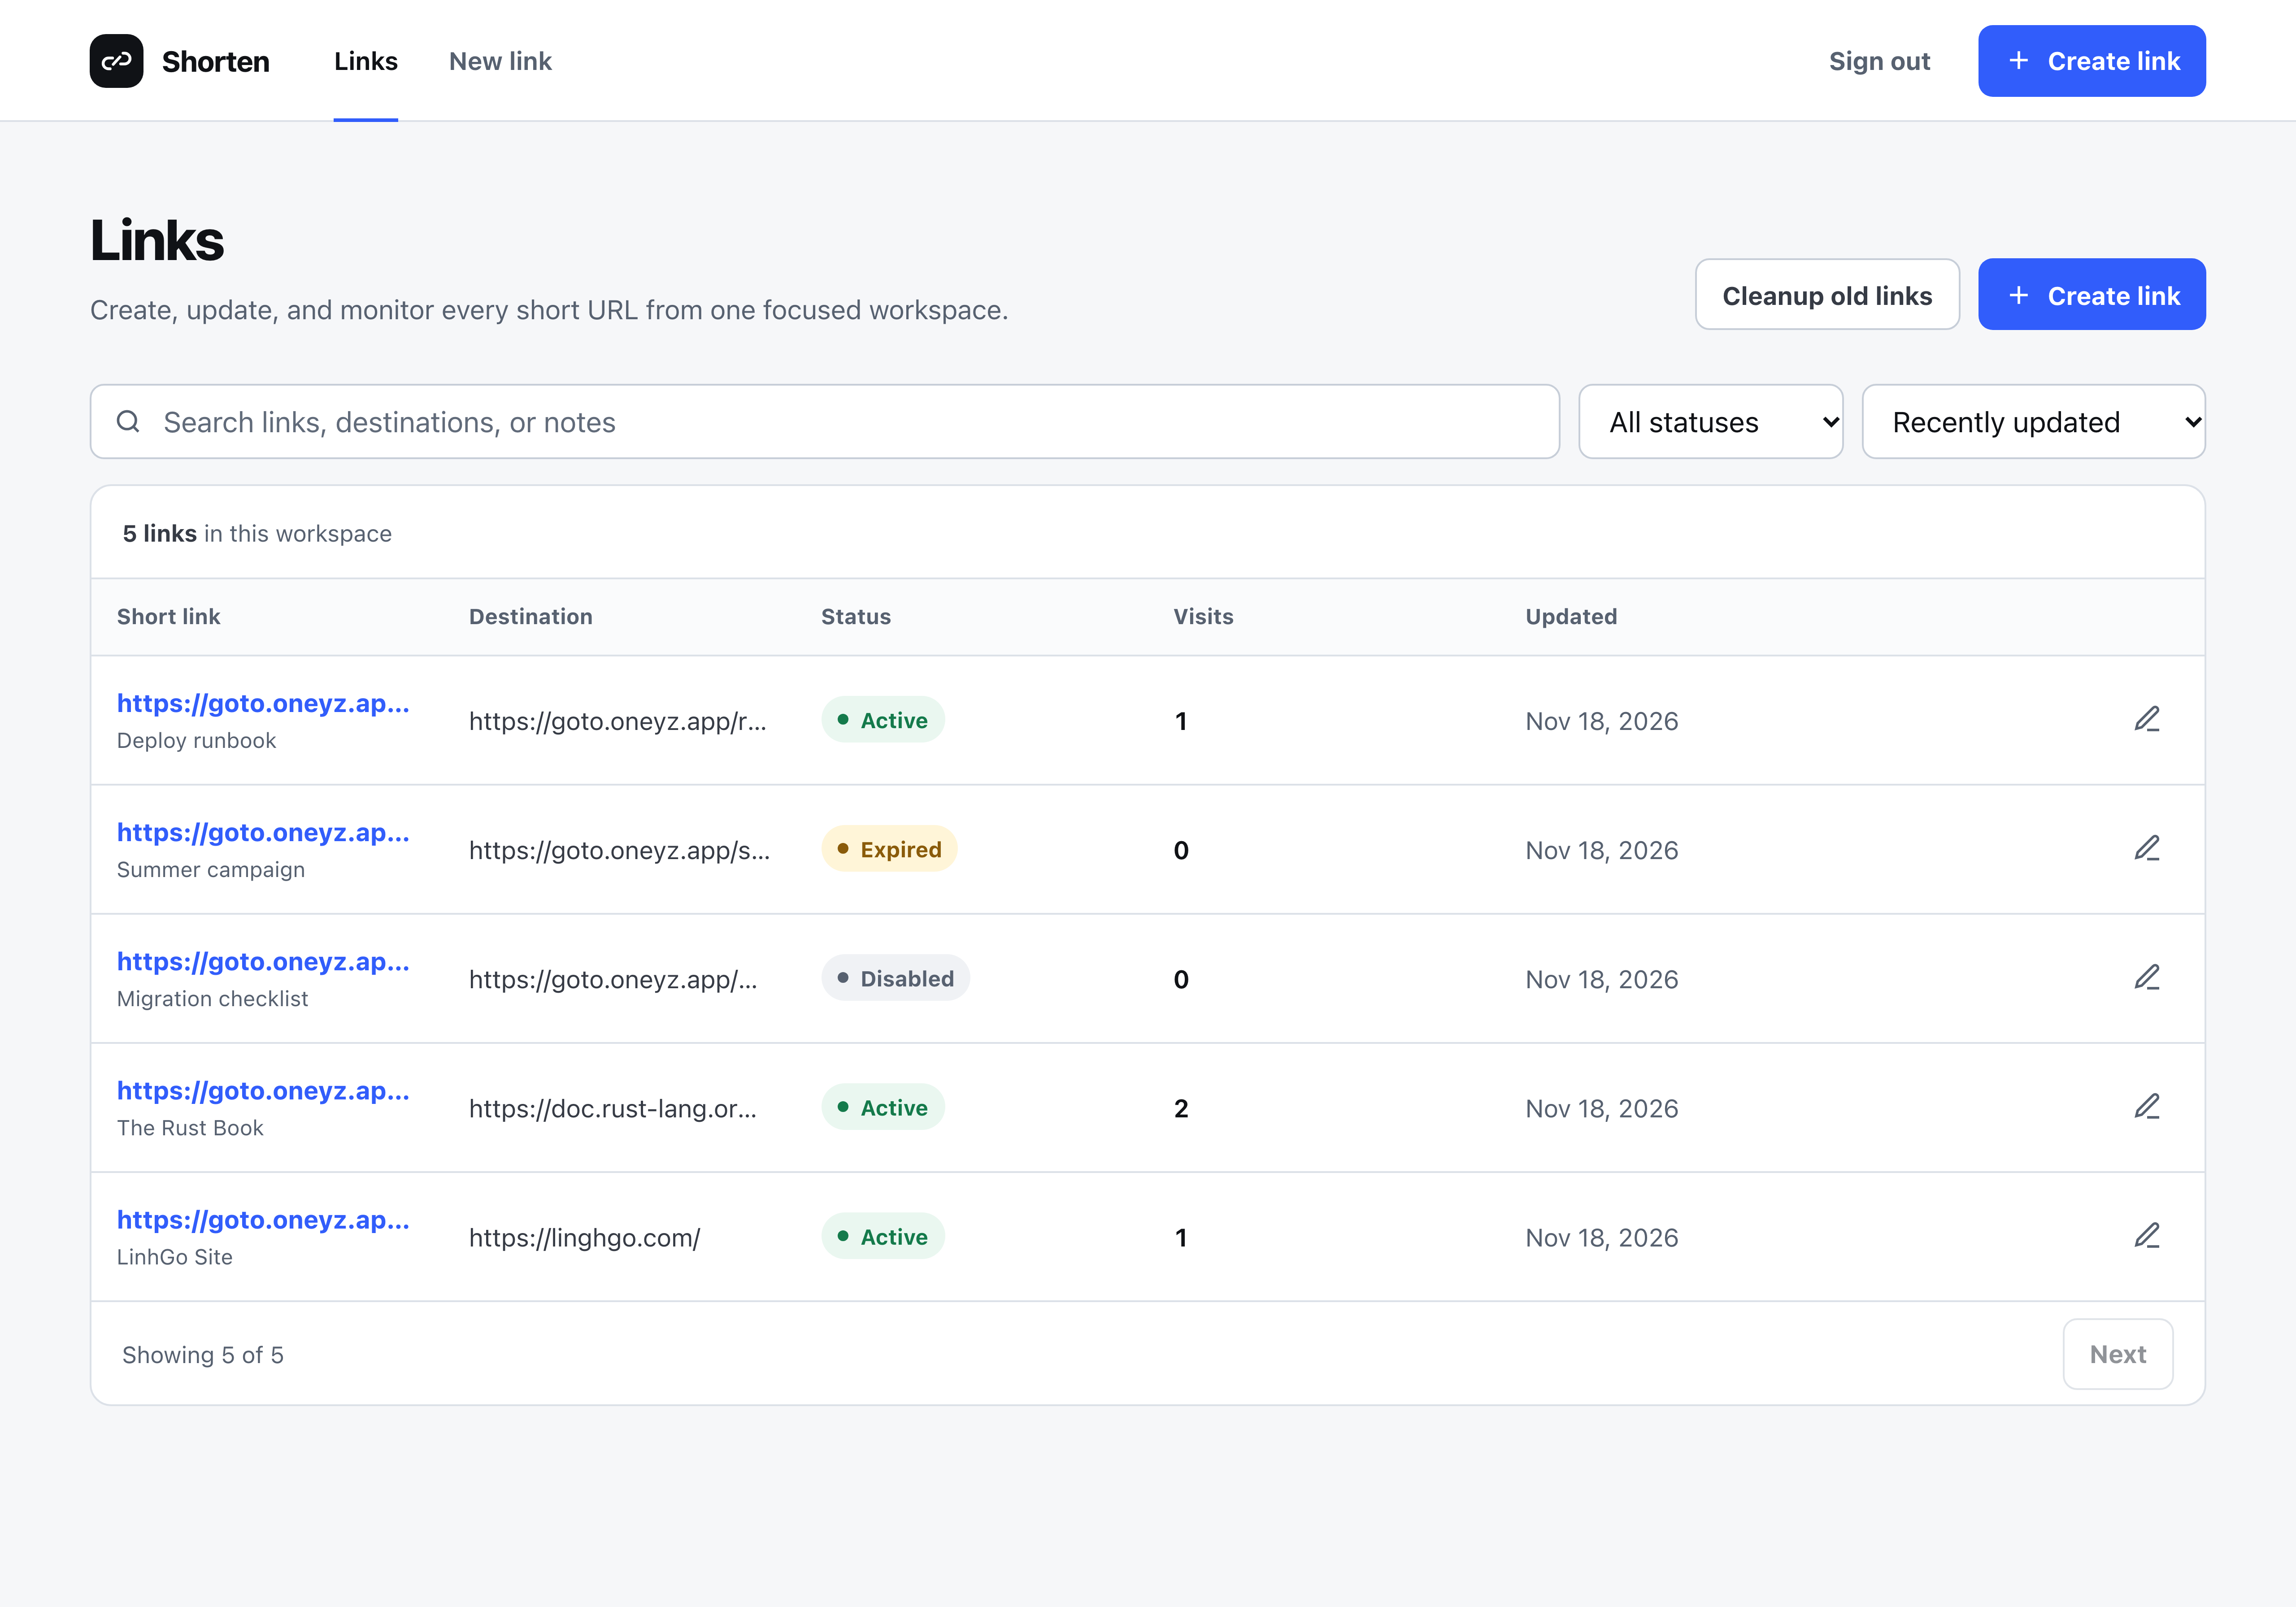 Shorten
Links
New link
Sign out
+ Create link
Links
Create, update, and monitor every short URL from one focused workspace.
Cleanup old links
+ Create link
Search links, destinations, or notes
All statuses
Recently updated
5 links in this workspace
Short link Destination Status Visits Updated
https://goto.oneyz.ap...
Deploy runbook
https://goto.oneyz.app/r...
Active
1
Nov 18, 2026
https://goto.oneyz.ap...
Summer campaign
https://goto.oneyz.app/s...
Expired
0
Nov 18, 2026
https://goto.oneyz.ap...
Migration checklist
https://goto.oneyz.app/...
Disabled
0
Nov 18, 2026
https://goto.oneyz.ap...
The Rust Book
https://doc.rust-lang.or...
Active
2
Nov 18, 2026
https://goto.oneyz.ap...
LinhGo Site
https://linghgo.com/
Active
1
Nov 18, 2026
Showing 5 of 5
Next